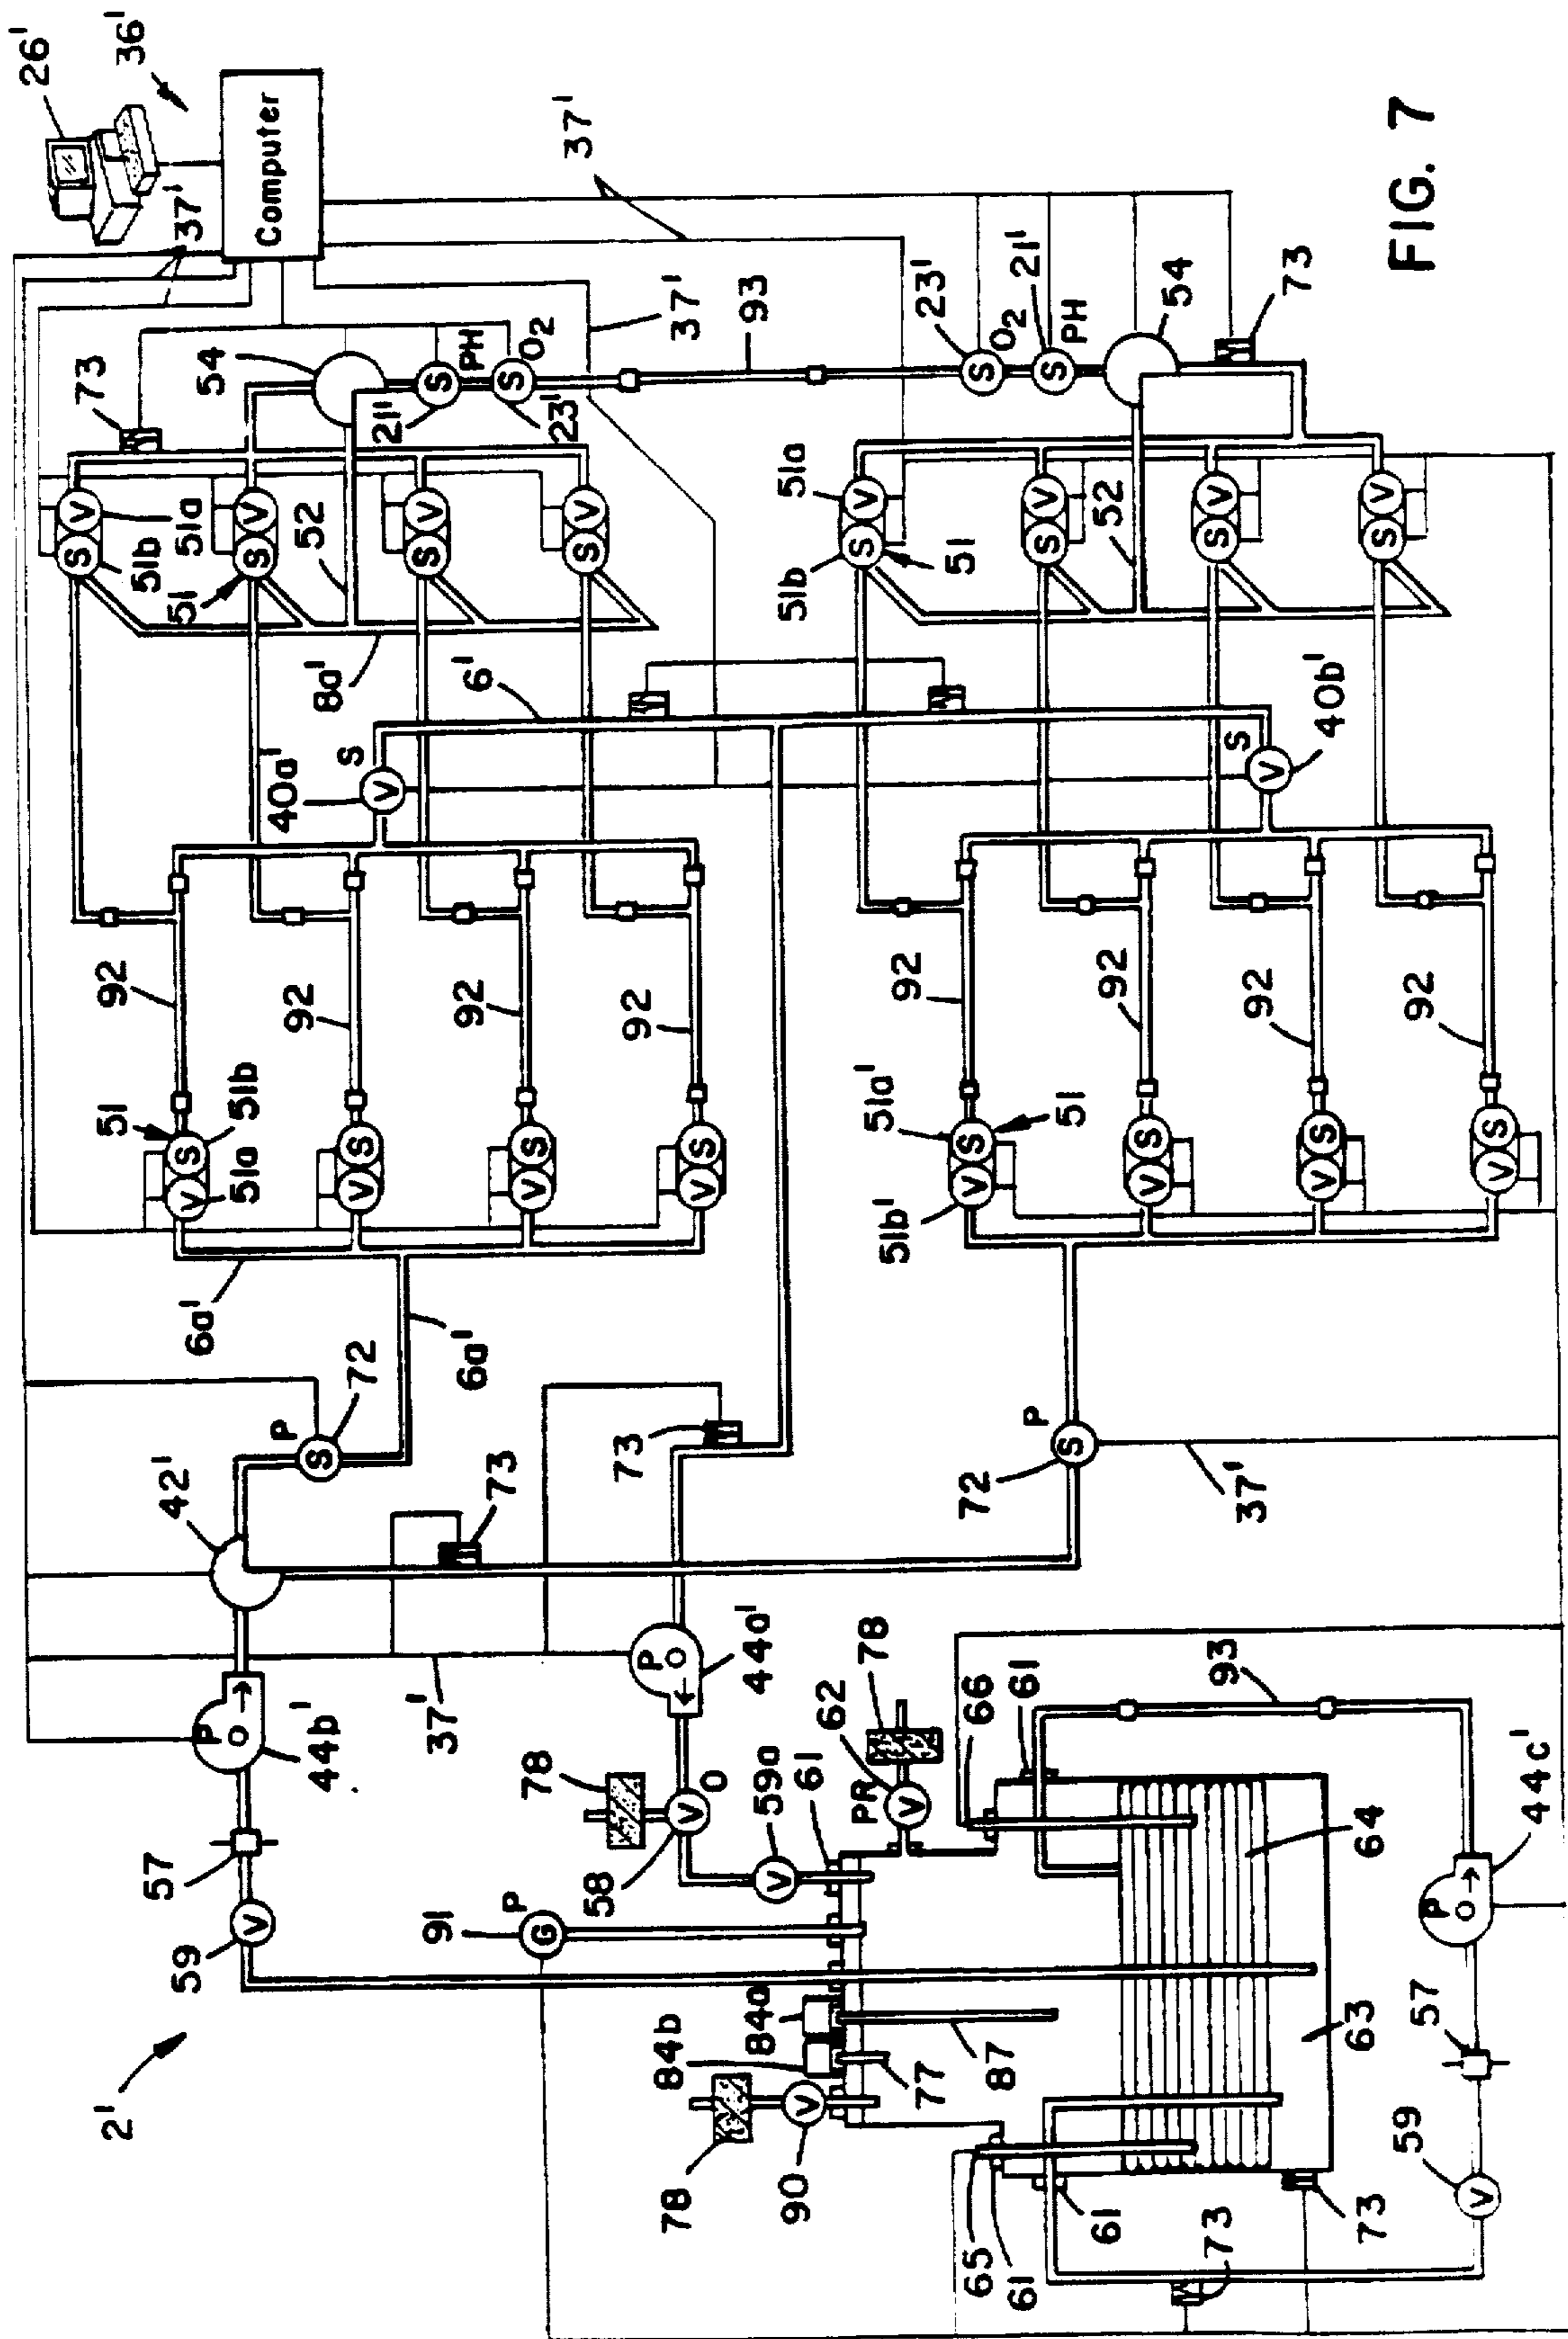 2'
42'
44b'
57
59
P
72
6a'
6a'
51
51a
51b
92
92
92
92
V
S
40a'
S
6'
8a'
52
51
51b
51a
73
54
21'
PH
23'
O2
93
26'
36'
37'
Computer
37'
37'
23'
O2
21'
PH
54
73
51a
51b
51
52
40b'
S
92
92
92
92
51a'
51
51b'
P
72
37'
73
73
P
44a'
37'
78
O
58
59a
61
62
PR
78
P
91
G
84a
84b
78
90
77
87
66
61
93
64
63
65
61
61
73
73
59
57
44c'
FIG. 7